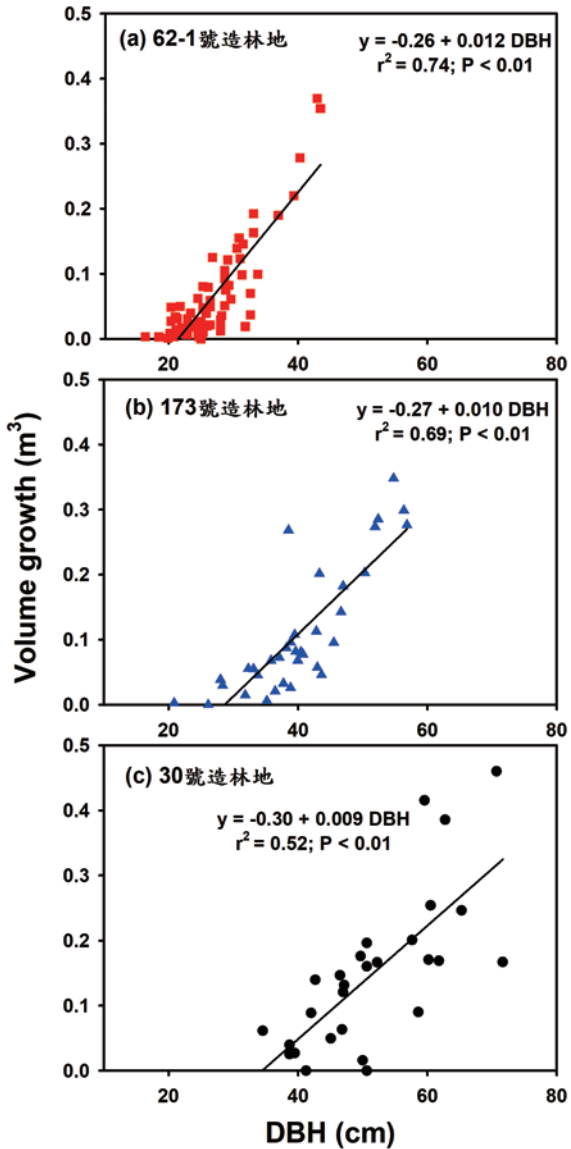 (a) 62-1號造林地
y = -0.26 + 0.012 DBH
r² = 0.74; P < 0.01
0.5
0.4
0.3
0.2
0.1
0.0
20 40 60 80
(b) 173號造林地
y = -0.27 + 0.010 DBH
r² = 0.69; P < 0.01
0.5
0.4
0.3
0.2
0.1
0.0
20 40 60 80
(c) 30號造林地
y = -0.30 + 0.009 DBH
r² = 0.52; P < 0.01
0.5
0.4
0.3
0.2
0.1
0.0
20 40 60 80
Volume growth (m³)
DBH (cm)